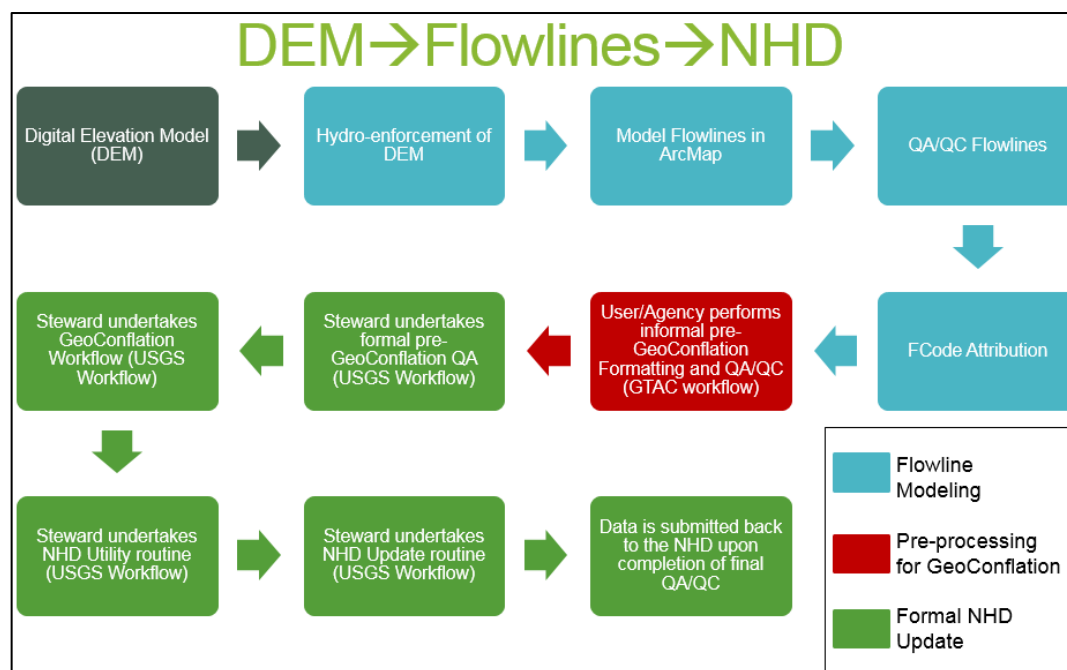 DEM→Flowlines→NHD
Digital Elevation Model
(DEM)
Hydro-enforcement of
DEM
Model Flowlines in
ArcMap
QA/QC Flowlines
Steward undertakes
GeoConflation
Workflow (USGS
Workflow)
Steward undertakes
formal pre-
GeoConflation QA
(USGS Workflow)
User/Agency performs
informal pre-
GeoConflation
Formatting and QA/QC
(GTAC workflow)
FCode Attribution
Steward undertakes
NHD Utility routine
(USGS Workflow)
Steward undertakes
NHD Update routine
(USGS Workflow)
Data is submitted back
to the NHD upon
completion of final
QA/QC
Flowline
Modeling
Pre-processing
for GeoConflation
Formal NHD
Update